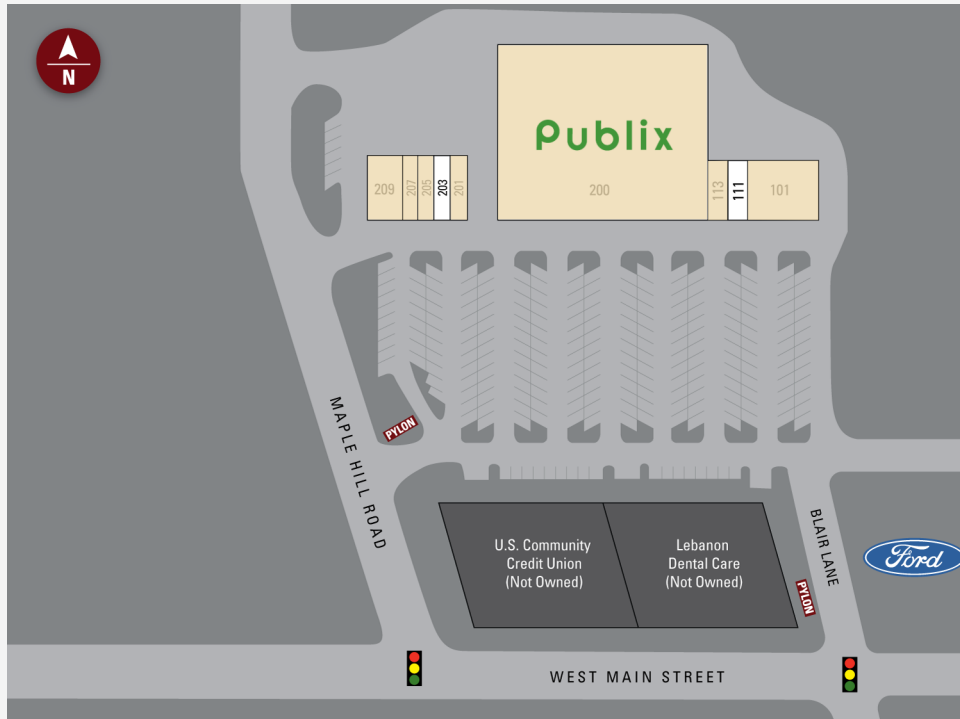 N
Publix
209
207
205
203
201
200
113
111
101
PYLON
MAPLE HILL ROAD
U.S. Community
Credit Union
(Not Owned)
Lebanon
Dental Care
(Not Owned)
BLAIR LANE
Ford
PYLON
WEST MAIN STREET